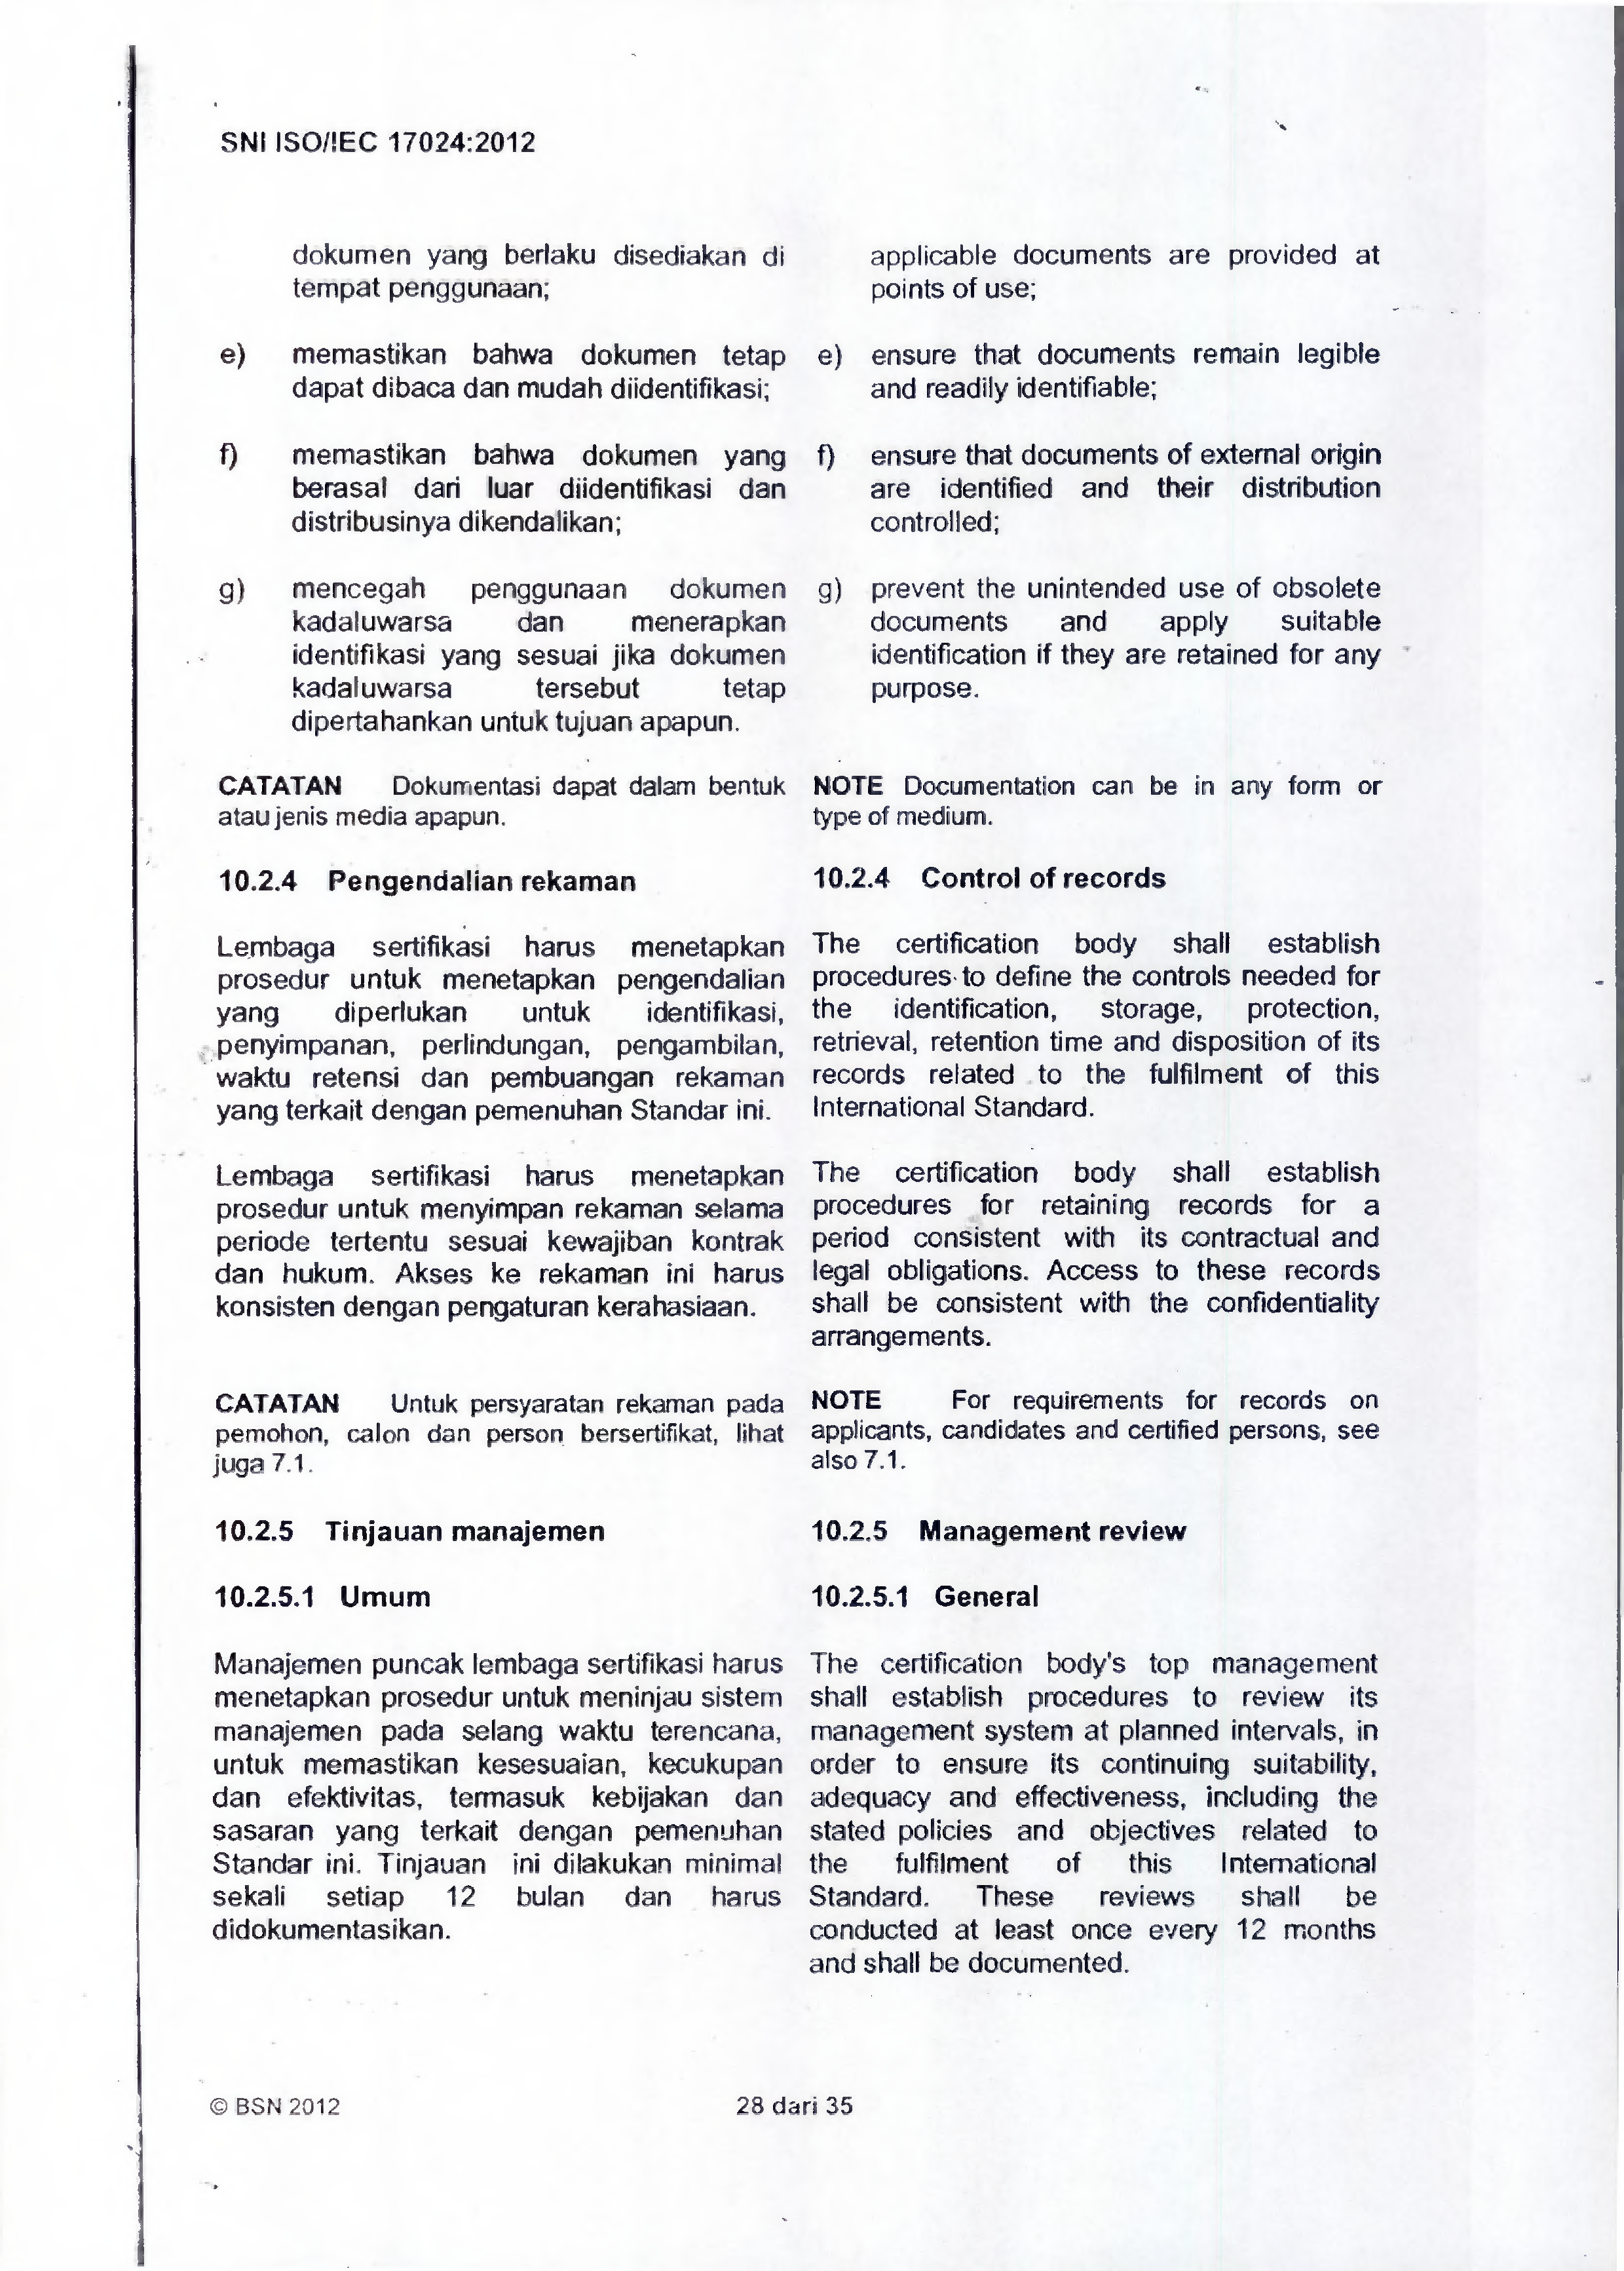 SNI ISO/IEC 17024:2012
dokumen yang berlaku disediakan di
tempat penggunaan;
e) memastikan bahwa dokumen tetap
dapat dibaca dan mudah diidentifikasi;
f) memastikan bahwa dokumen yang
berasal dari luar diidentifikasi dan
distribusinya dikendalikan;
g) mencegah penggunaan dokumen
kadaluwarsa dan menerapkan
identifikasi yang sesuai jika dokumen
kadaluwarsa tersebut tetap
dipertahankan untuk tujuan apapun.
CATATAN Dokumentasi dapat dalam bentuk
atau jenis media apapun.
10.2.4 Pengendalian rekaman
Lembaga sertifikasi harus menetapkan
prosedur untuk menetapkan pengendalian
yang diperlukan untuk identifikasi,
penyimpanan, perlindungan, pengambilan,
waktu retensi dan pembuangan rekaman
yang terkait dengan pemenuhan Standar ini.
Lembaga sertifikasi harus menetapkan
prosedur untuk menyimpan rekaman selama
periode tertentu sesuai kewajiban kontrak
dan hukum. Akses ke rekaman ini harus
konsisten dengan pengaturan kerahasiaan.
CATATAN Untuk persyaratan rekaman pada
pemohon, calon dan person bersertifikat, lihat
juga 7.1.
10.2.5 Tinjauan manajemen
10.2.5.1 Umum
Manajemen puncak lembaga sertifikasi harus
menetapkan prosedur untuk meninjau sistem
manajemen pada selang waktu terencana,
untuk memastikan kesesuaian, kecukupan
dan efektivitas, termasuk kebijakan dan
sasaran yang terkait dengan pemenuhan
Standar ini. Tinjauan ini dilakukan minimal
sekali setiap 12 bulan dan harus
didokumentasikan.
applicable documents are provided at
points of use;
e) ensure that documents remain legible
and readily identifiable;
f) ensure that documents of external origin
are identified and their distribution
controlled;
g) prevent the unintended use of obsolete
documents and apply suitable
identification if they are retained for any
purpose.
NOTE Documentation can be in any form or
type of medium.
10.2.4 Control of records
The certification body shall establish
procedures to define the controls needed for
the identification, storage, protection,
retrieval, retention time and disposition of its
records related to the fulfilment of this
International Standard.
The certification body shall establish
procedures for retaining records for a
period consistent with its contractual and
legal obligations. Access to these records
shall be consistent with the confidentiality
arrangements.
NOTE For requirements for records on
applicants, candidates and certified persons, see
also 7.1.
10.2.5 Management review
10.2.5.1 General
The certification body's top management
shall establish procedures to review its
management system at planned intervals, in
order to ensure its continuing suitability,
adequacy and effectiveness, including the
stated policies and objectives related to
the fulfilment of this International
Standard. These reviews shall be
conducted at least once every 12 months
and shall be documented.
© BSN 2012
28 dari 35